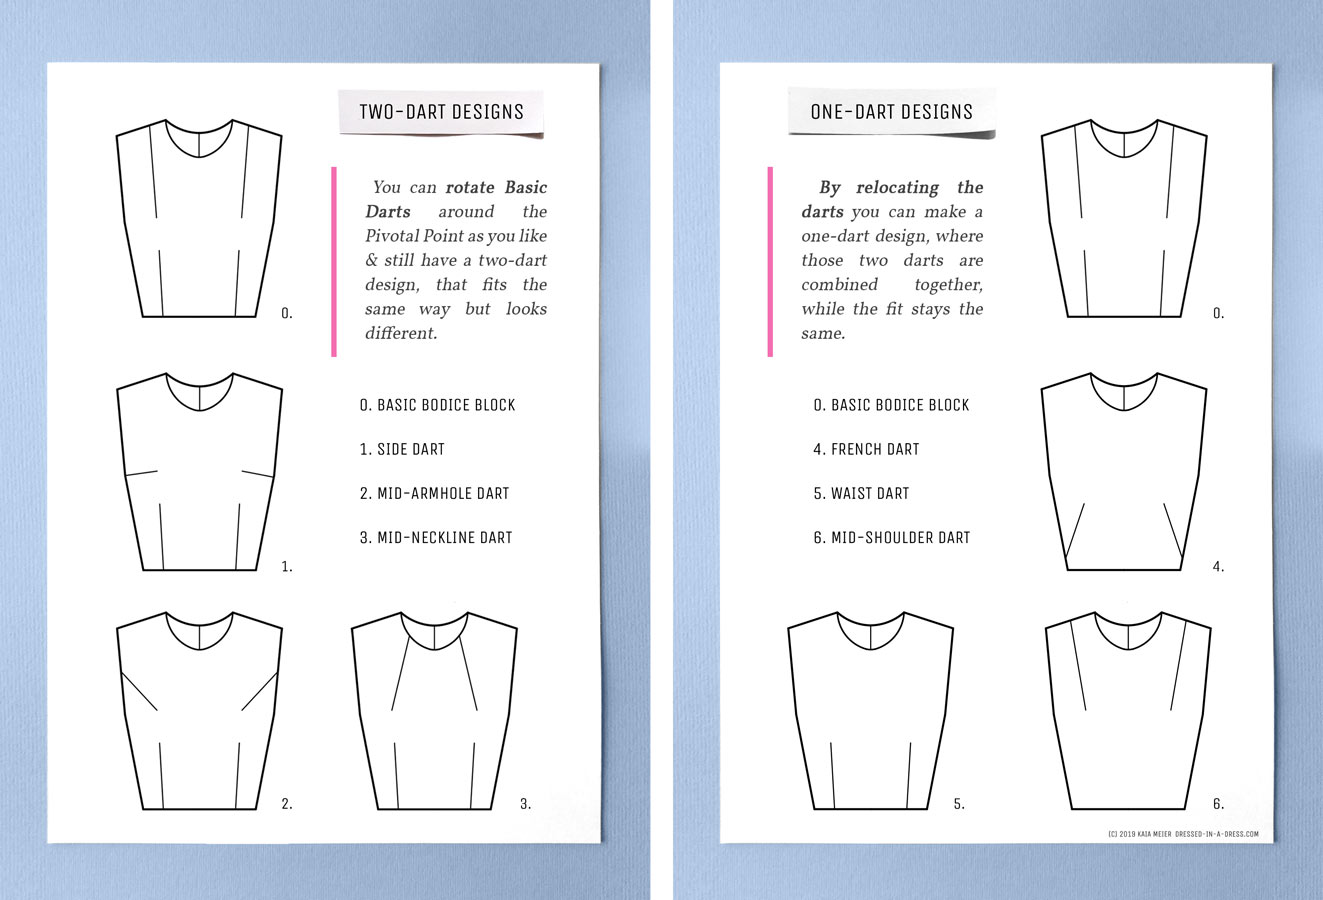 TWO-DART DESIGNS
You can rotate Basic
Darts around the
Pivotal Point as you like
& still have a two-dart
design, that fits the
same way but looks
different.
0.
0. BASIC BODICE BLOCK
1. SIDE DART
2. MID-ARMHOLE DART
3. MID-NECKLINE DART
1.
2.
3.
ONE-DART DESIGNS
By relocating the
darts you can make a
one-dart design, where
those two darts are
combined together,
while the fit stays the
same.
0.
0. BASIC BODICE BLOCK
4. FRENCH DART
5. WAIST DART
6. MID-SHOULDER DART
4.
5.
6.
(C) 2019 KAIA MEIER DRESSED-IN-A-DRESS.COM